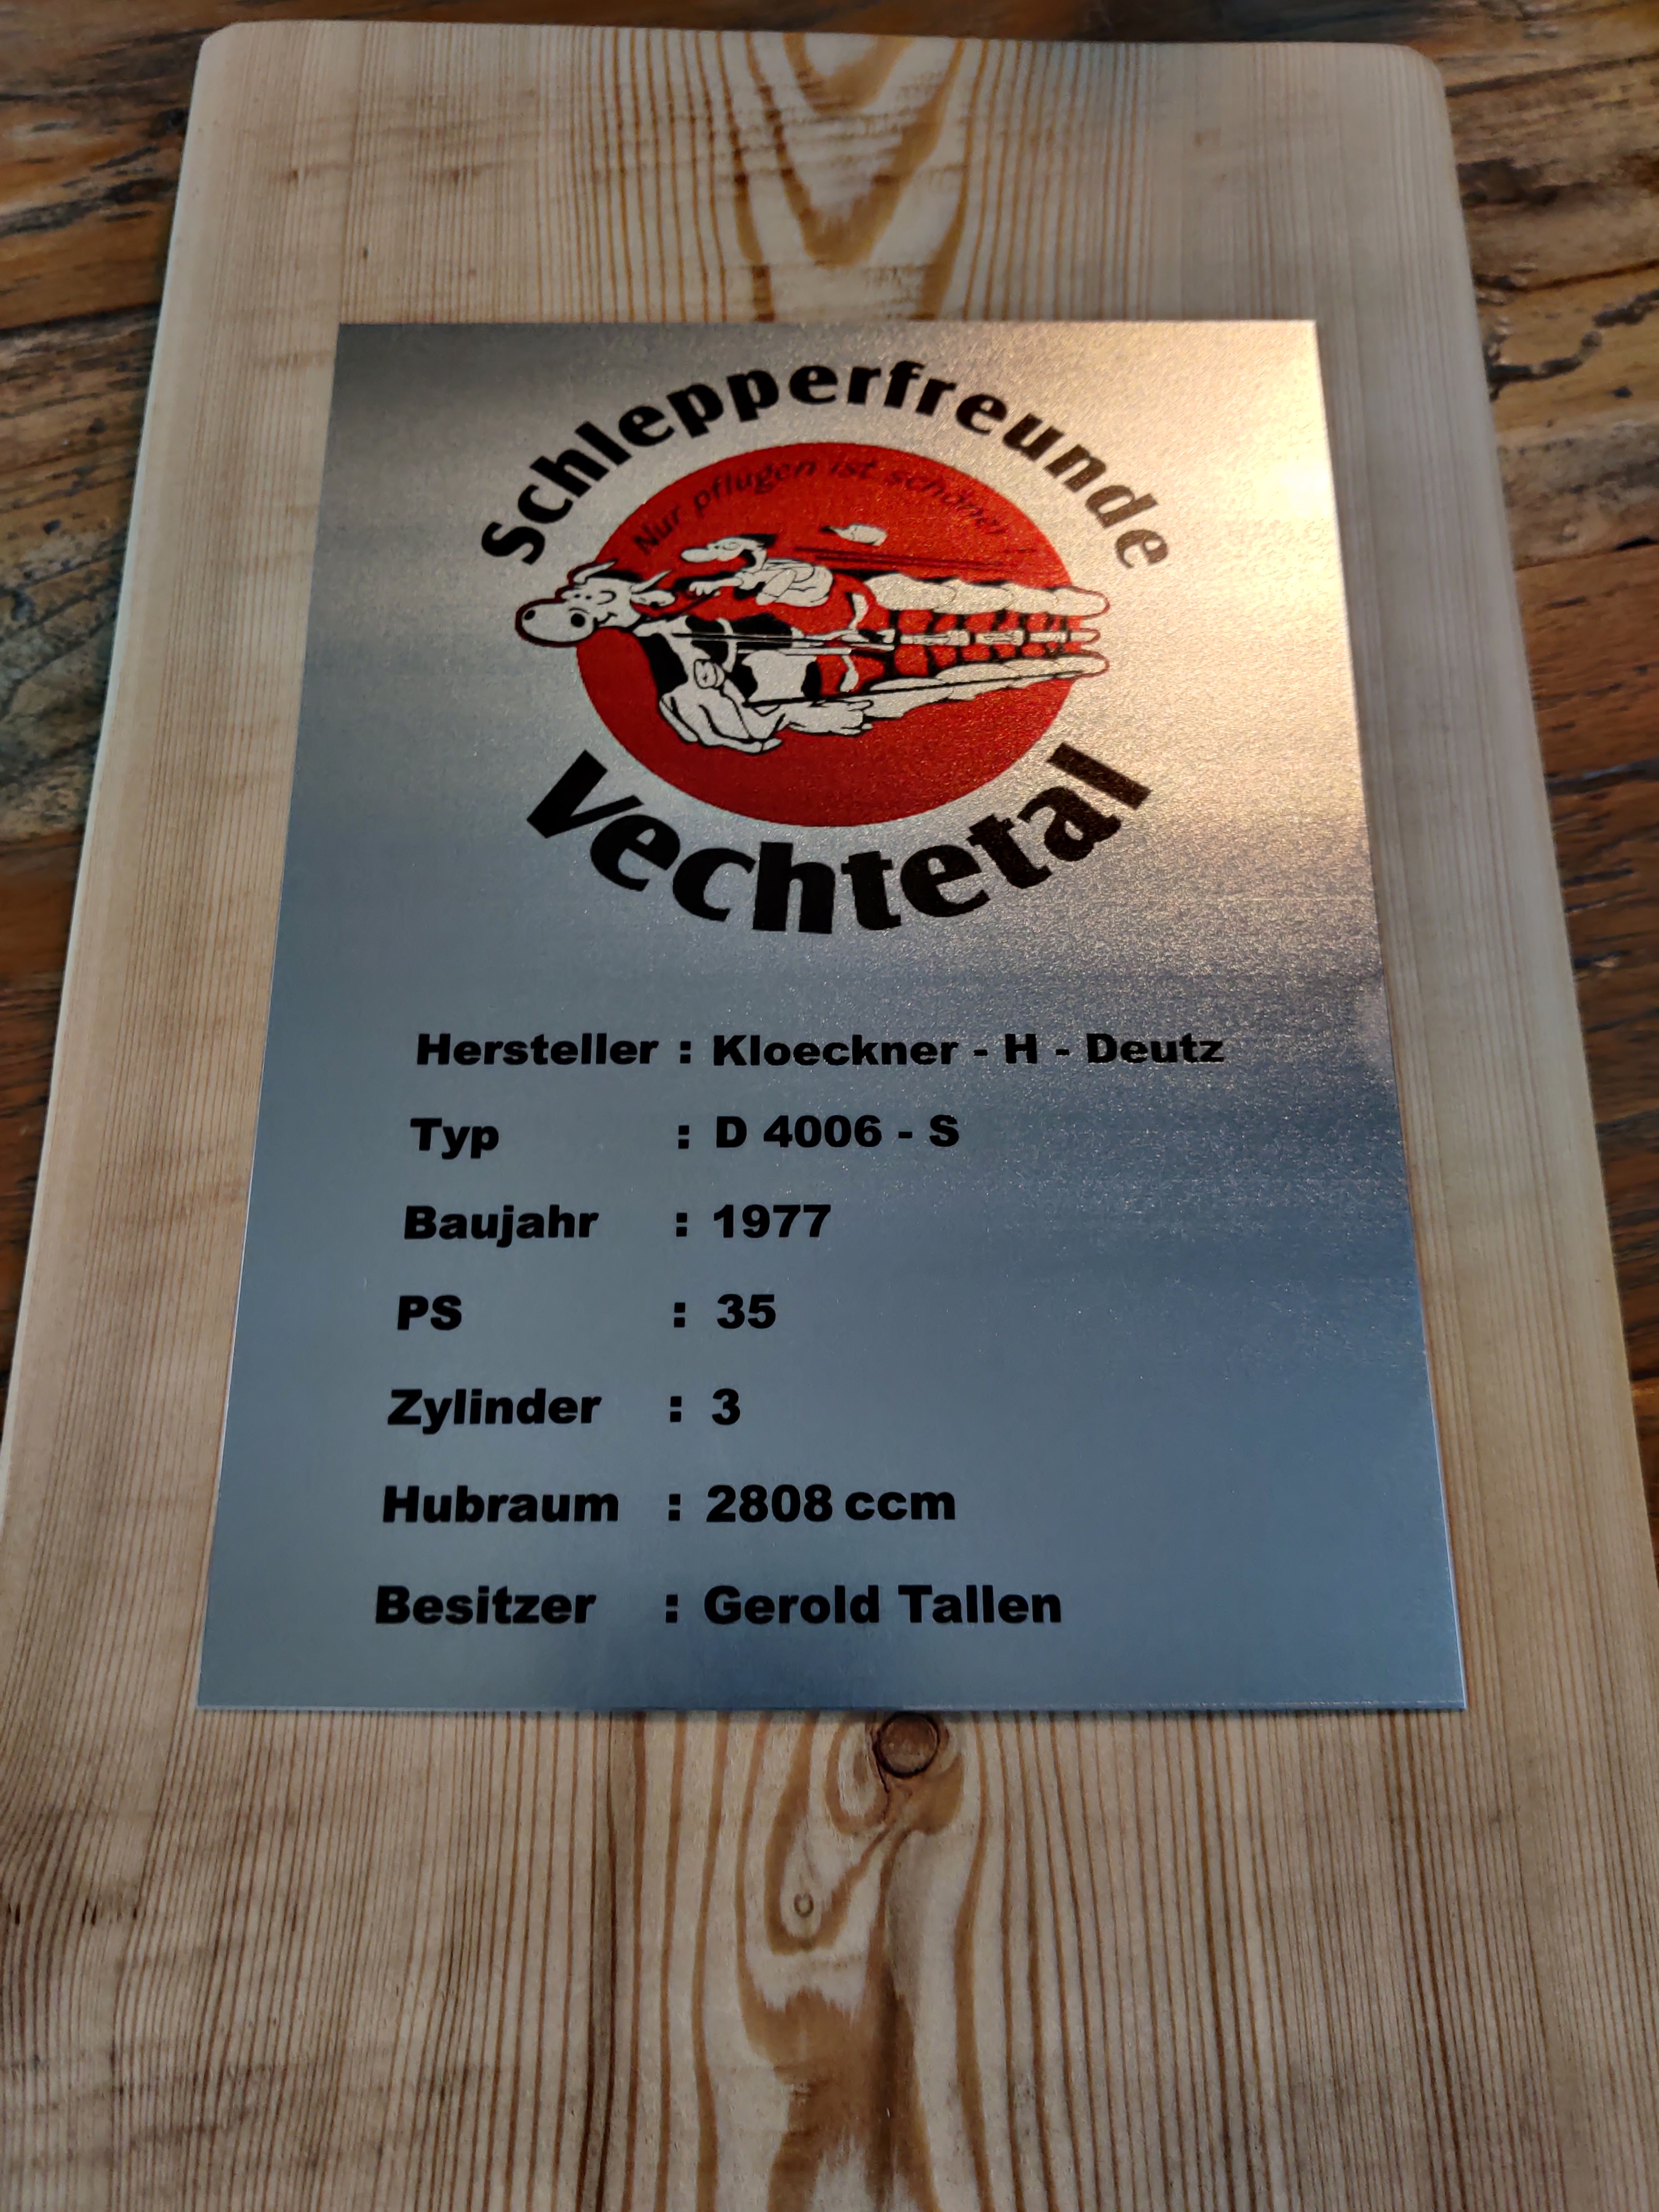 Schlepperfreunde
Nur pflügen ist schöner !
Vechtetal
Hersteller : Kloeckner - H - Deutz
Typ : D 4006 - S
Baujahr : 1977
PS : 35
Zylinder : 3
Hubraum : 2808 ccm
Besitzer : Gerold Tallen